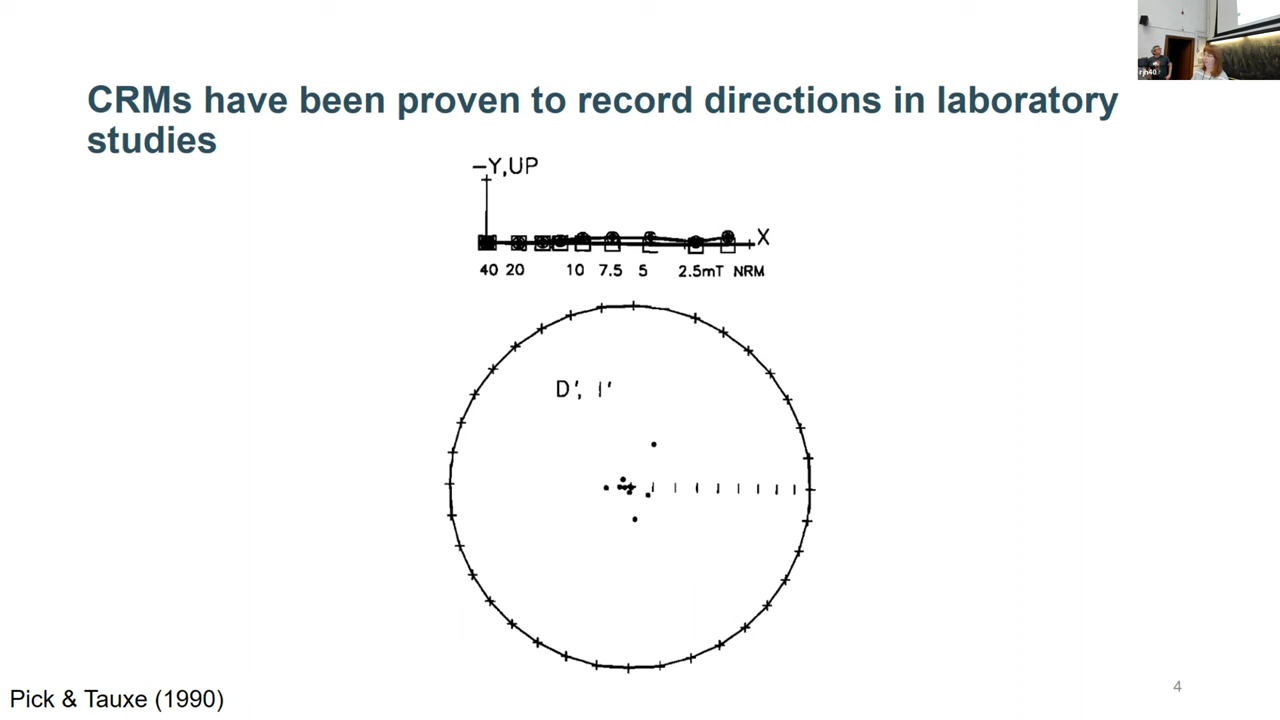 CRMs have been proven to record directions in laboratory
studies
−Y,UP
X
40 20 10 7.5 5 2.5mT NRM
D', I'
Pick & Tauxe (1990)
4
rjh40